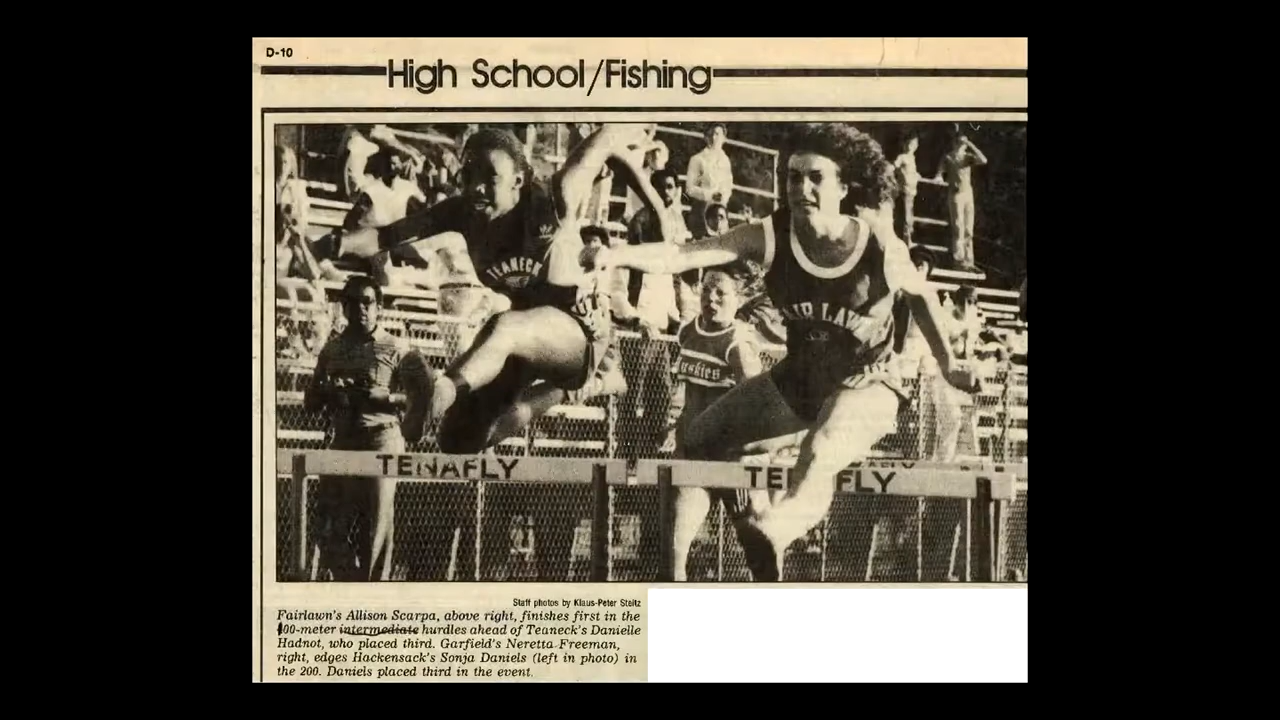 D-10
High School/Fishing
TEANECK
FAIR LAWN
Huskies
TENAFLY
TENAFLY
Staff photos by Klaus-Peter Steitz
Fairlawn's Allison Scarpa, above right, finishes first in the
100-meter intermediate hurdles ahead of Teaneck's Danielle
Hadnot, who placed third. Garfield's Neretta Freeman,
right, edges Hackensack's Sonja Daniels (left in photo) in
the 200. Daniels placed third in the event.